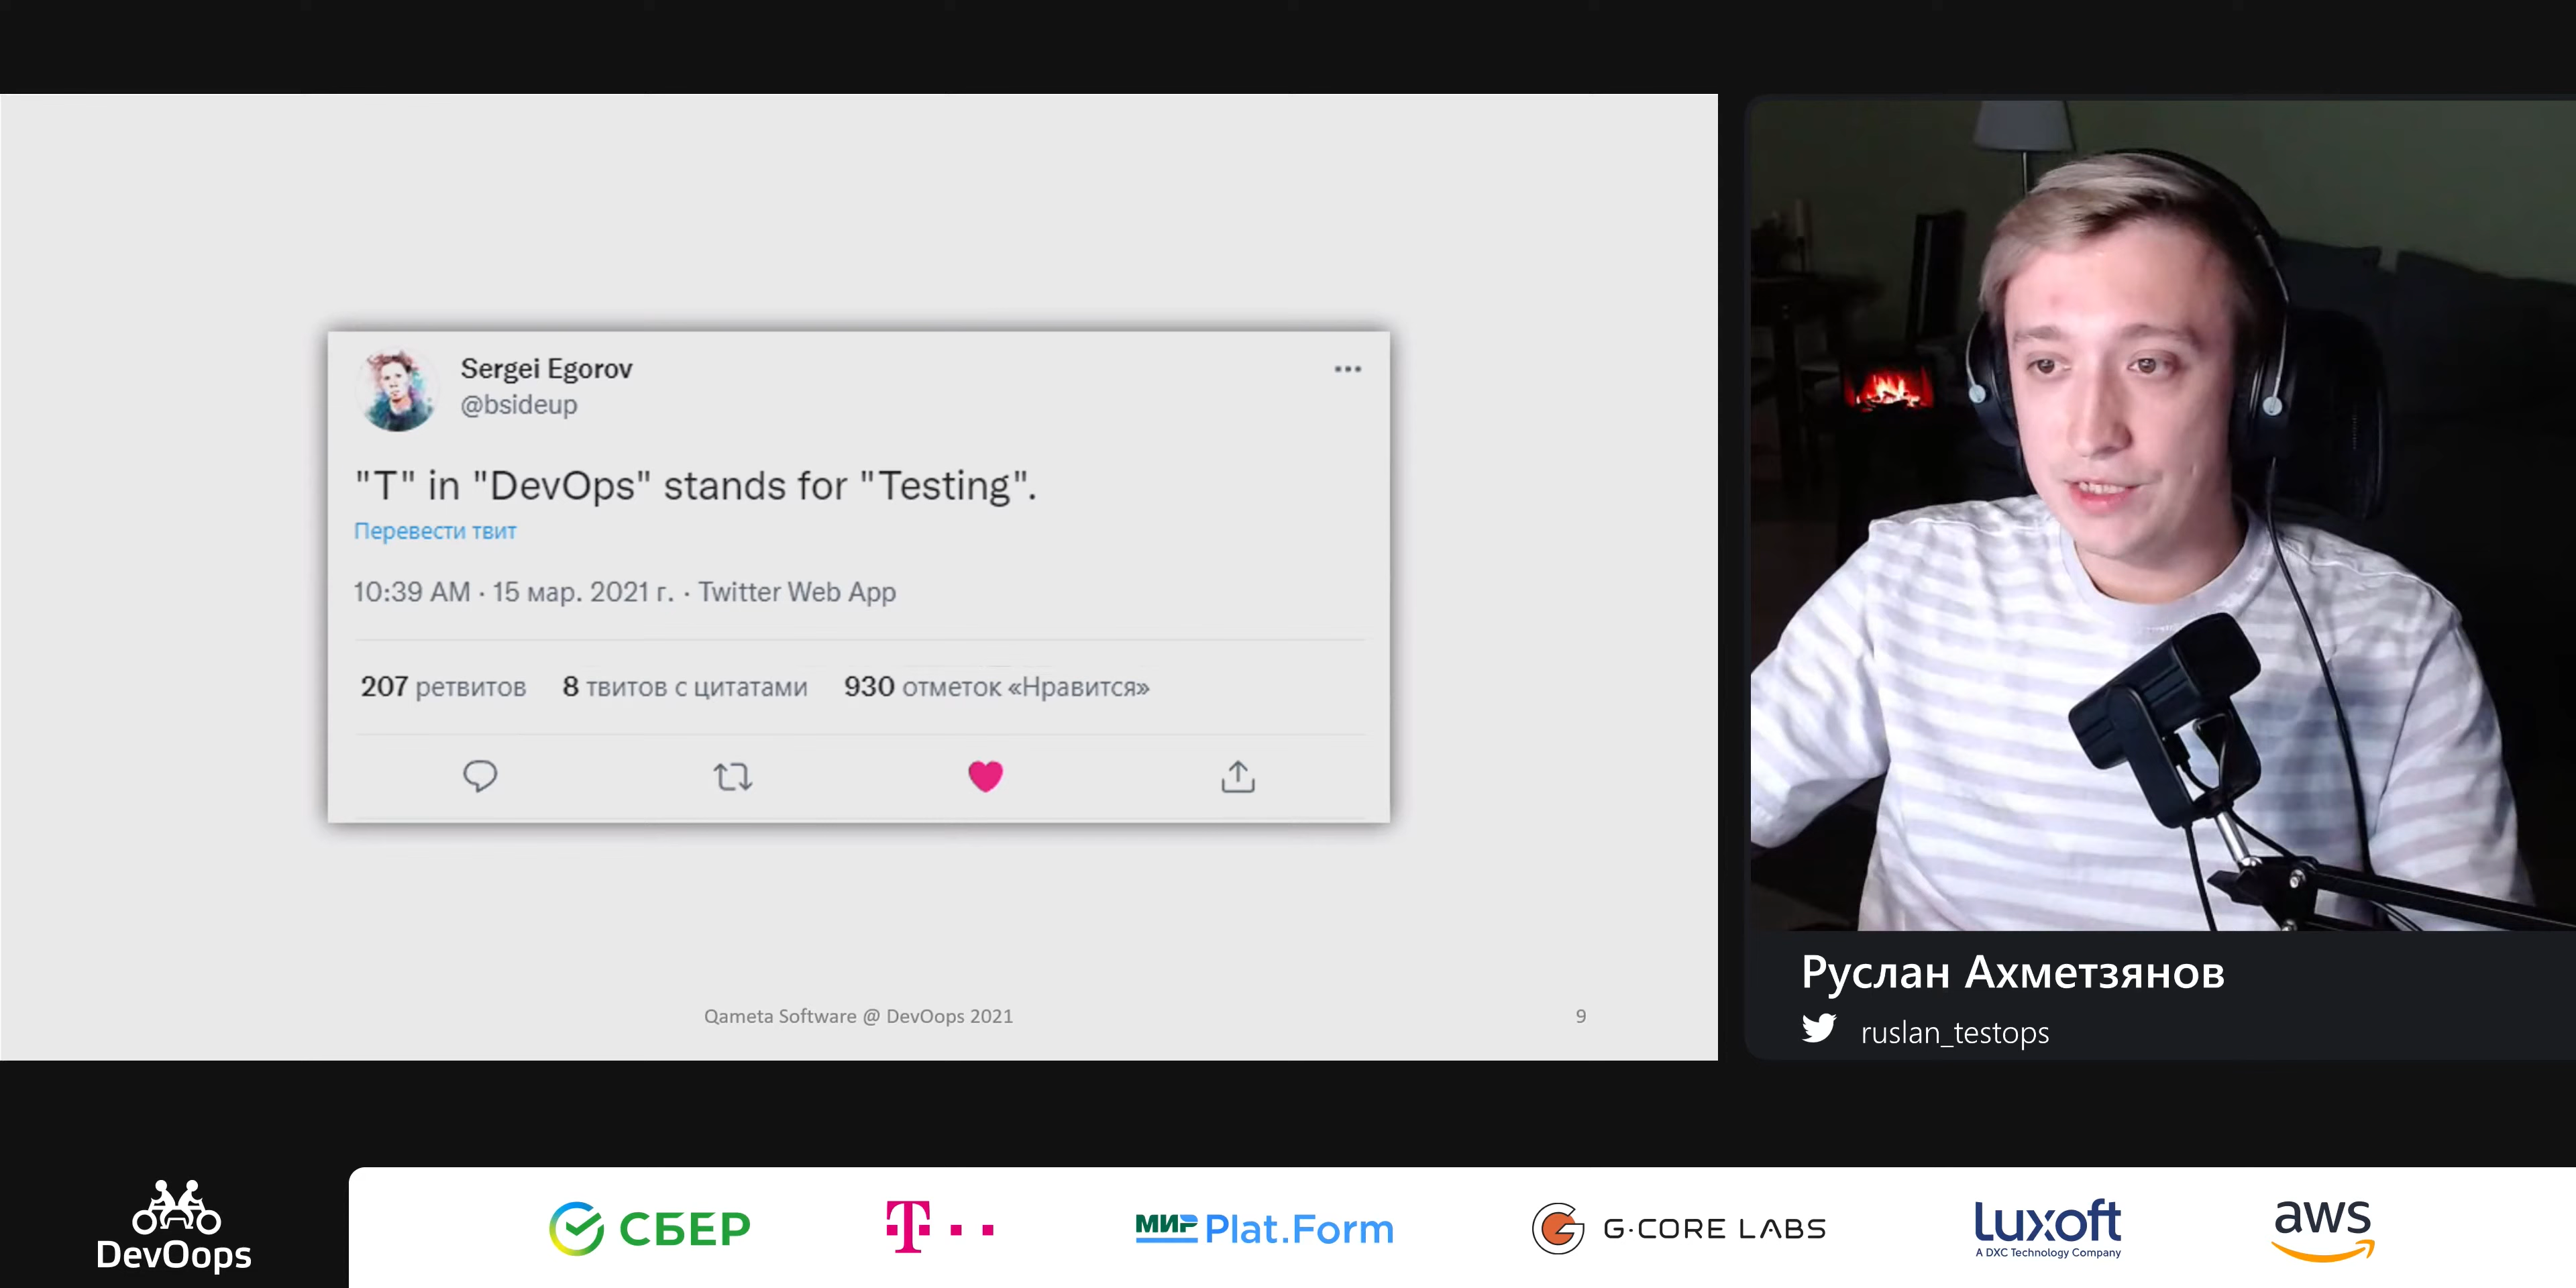 Sergei Egorov
@bsideup
"T" in "DevOps" stands for "Testing".
Перевести твит
10:39 AM · 15 мар. 2021 г. · Twitter Web App
207 ретвитов 8 твитов с цитатами 930 отметок «Нравится»
Qameta Software @ DevOops 2021
9
Руслан Ахметзянов
ruslan_testops
DevOops
СБЕР
T
МИР Plat.Form
G·CORE LABS
luxoft
A DXC Technology Company
aws